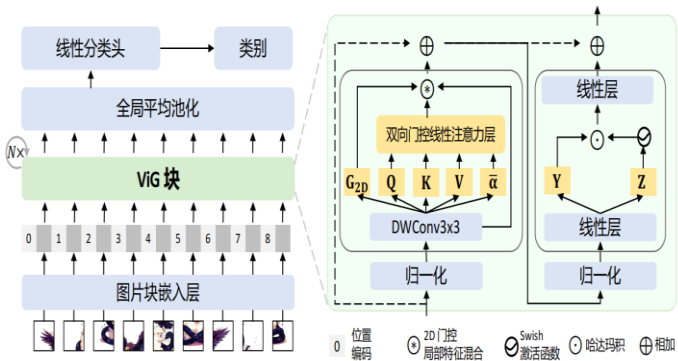 线性分类头
类别
全局平均池化
N×
ViG 块
0 1 2 3 4 5 6 7 8
图片块嵌入层
双向门控线性注意力层
G2D Q K V ᾱ
DWConv3x3
归一化
线性层
Y Z
线性层
归一化
0 位置编码
2D 门控
局部特征混合
Swish
激活函数
哈达玛积
相加